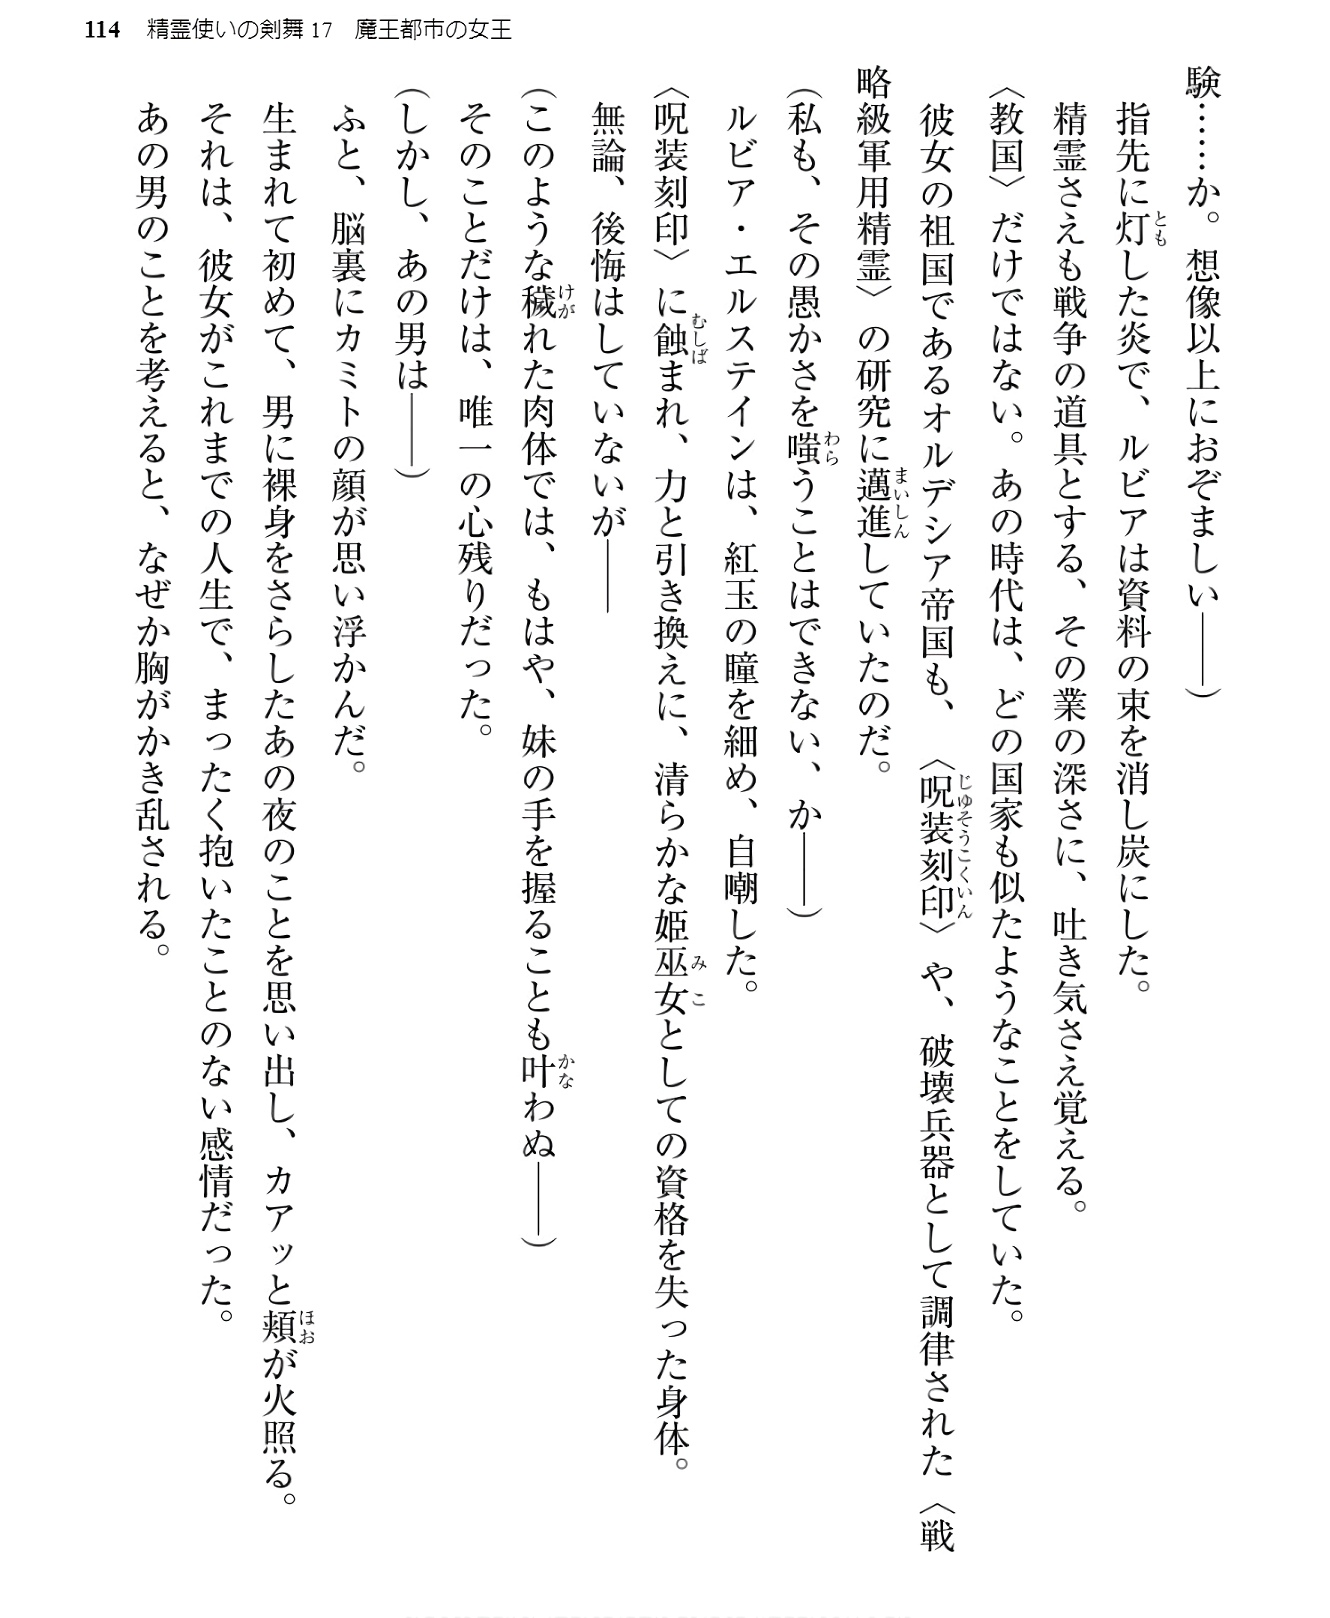 114 精霊使いの剣舞17 魔王都市の女王
験……か。想像以上におぞましい――）
指先に灯した炎で、ルビアは資料の束を消し炭にした。
精霊さえも戦争の道具とする、その業の深さに、吐き気さえ覚える。
〈教国〉だけではない。あの時代は、どの国家も似たようなことをしていた。
彼女の祖国であるオルデシア帝国も、〈呪装刻印〉や、破壊兵器として調律された〈戦
略級軍用精霊〉の研究に邁進していたのだ。
（私も、その愚かさを嗤うことはできない、か――）
ルビア・エルステインは、紅玉の瞳を細め、自嘲した。
〈呪装刻印〉に蝕まれ、力と引き換えに、清らかな姫巫女としての資格を失った身体。
無論、後悔はしていないが――
（このような穢れた肉体では、もはや、妹の手を握ることも叶わぬ――）
そのことだけは、唯一の心残りだった。
（しかし、あの男は――）
ふと、脳裏にカミトの顔が思い浮かんだ。
生まれて初めて、男に裸身をさらしたあの夜のことを思い出し、カアッと頬が火照る。
それは、彼女がこれまでの人生で、まったく抱いたことのない感情だった。
あの男のことを考えると、なぜか胸がかき乱される。